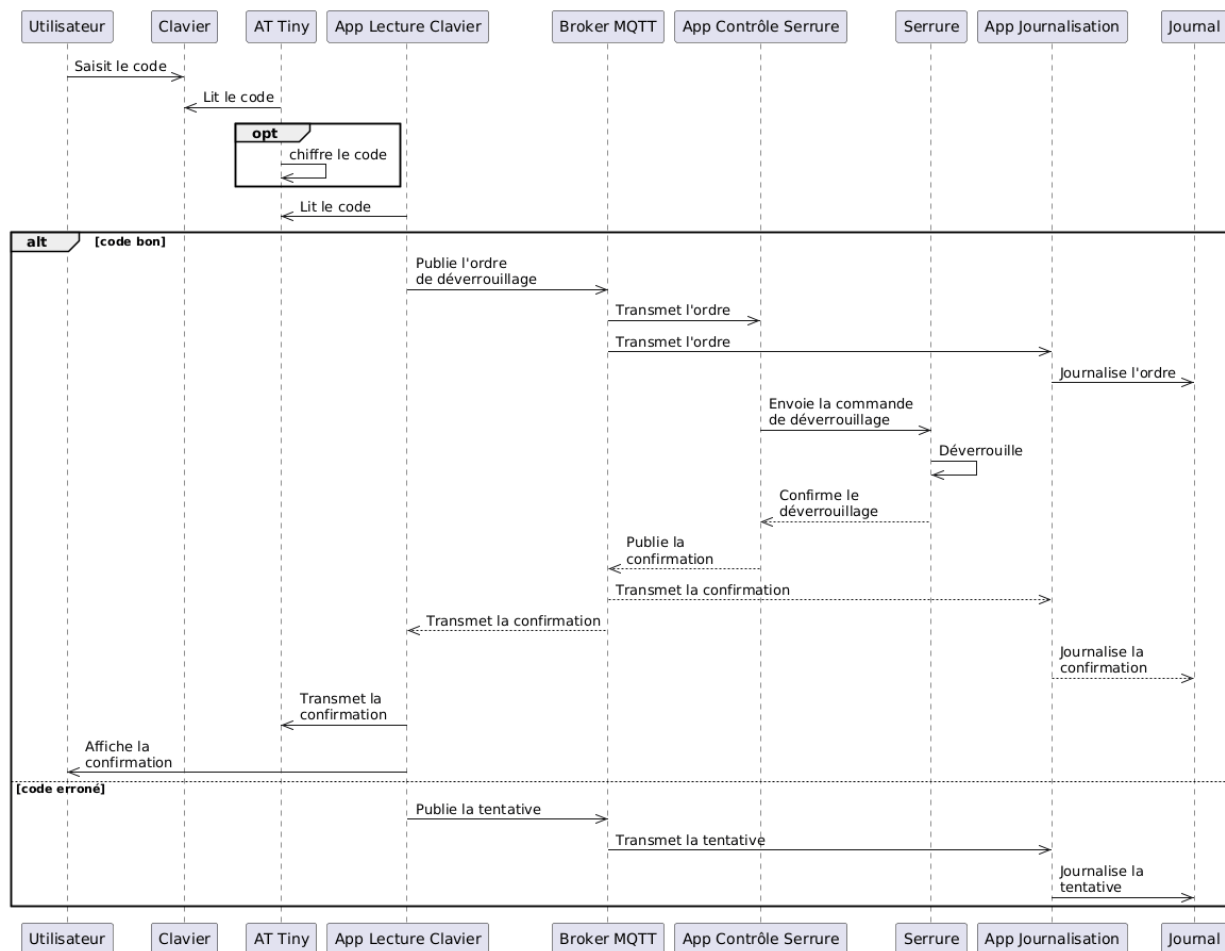 Utilisateur
Clavier
AT Tiny
App Lecture Clavier
Broker MQTT
App Contrôle Serrure
Serrure
App Journalisation
Journal
Saisit le code
Lit le code
opt
chiffre le code
Lit le code
alt
[code bon]
Publie l'ordre
de déverrouillage
Transmet l'ordre
Transmet l'ordre
Journalise l'ordre
Envoie la commande
de déverrouillage
Déverrouille
Confirme le
déverrouillage
Publie la
confirmation
Transmet la confirmation
Transmet la confirmation
Journalise la
confirmation
Transmet la
confirmation
Affiche la
confirmation
[code erroné]
Publie la tentative
Transmet la tentative
Journalise la
tentative
Utilisateur
Clavier
AT Tiny
App Lecture Clavier
Broker MQTT
App Contrôle Serrure
Serrure
App Journalisation
Journal